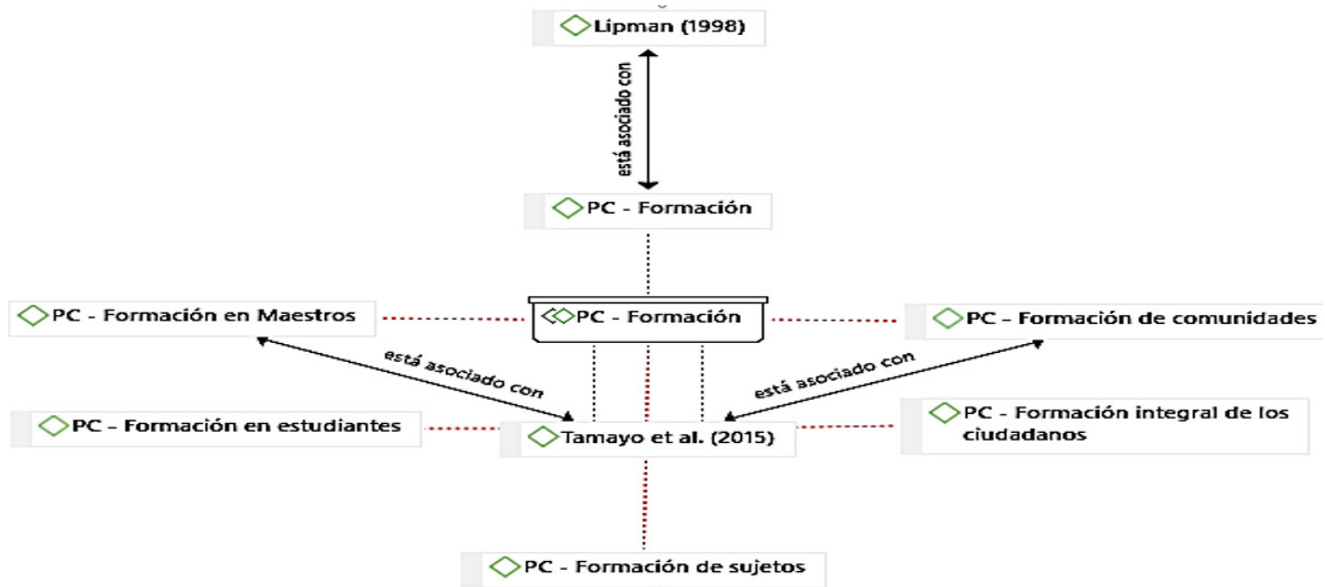 Lipman (1998)
está asociado con
PC - Formación
PC - Formación en Maestros
PC - Formación
PC - Formación de comunidades
está asociado con
está asociado con
PC - Formación en estudiantes
Tamayo et al. (2015)
PC - Formación integral de los
ciudadanos
PC - Formación de sujetos